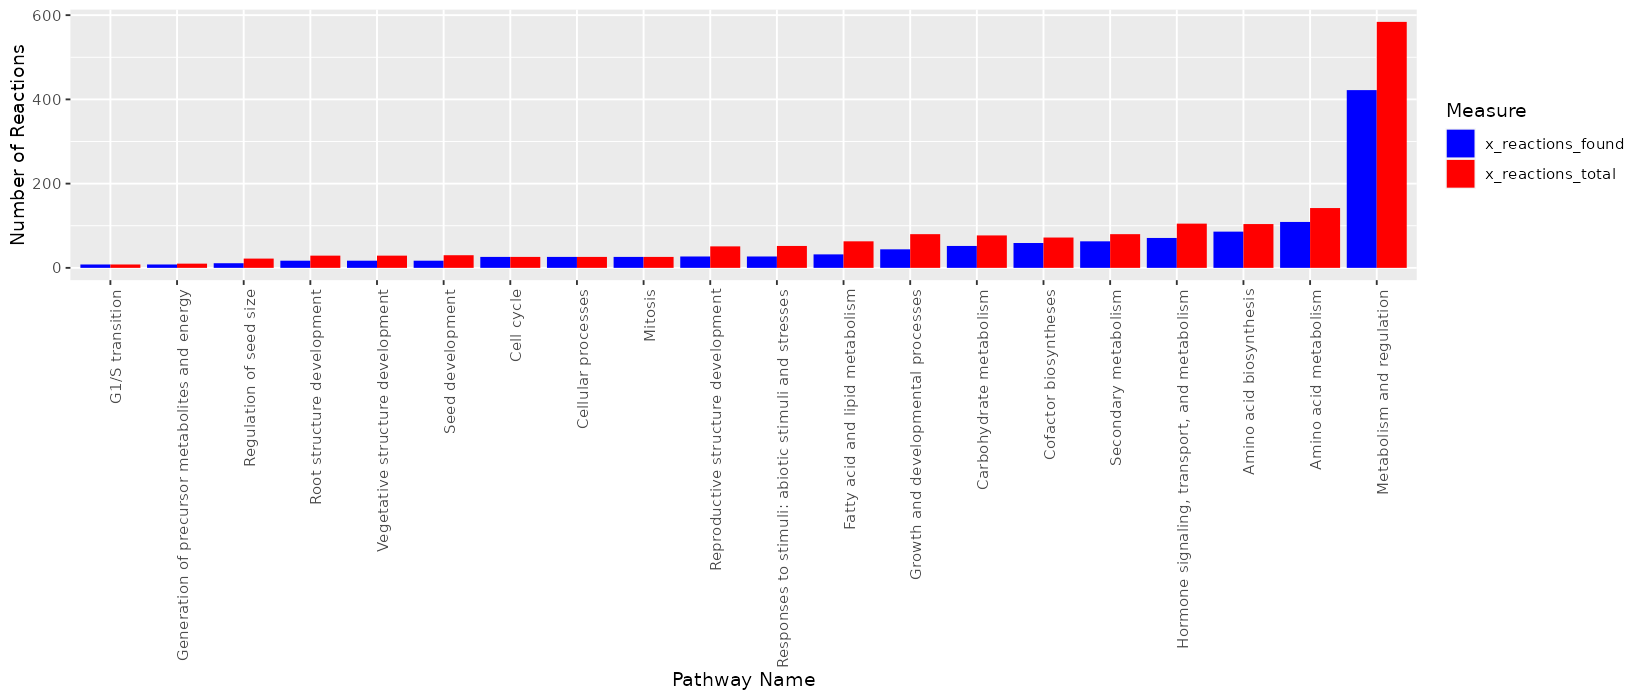 600
400
200
0
Number of Reactions
G1/S transition
Generation of precursor metabolites and energy
Regulation of seed size
Root structure development
Vegetative structure development
Seed development
Cell cycle
Cellular processes
Mitosis
Reproductive structure development
Responses to stimuli: abiotic stimuli and stresses
Fatty acid and lipid metabolism
Growth and developmental processes
Carbohydrate metabolism
Cofactor biosyntheses
Secondary metabolism
Hormone signaling, transport, and metabolism
Amino acid biosynthesis
Amino acid metabolism
Metabolism and regulation
Pathway Name
Measure
x_reactions_found
x_reactions_total